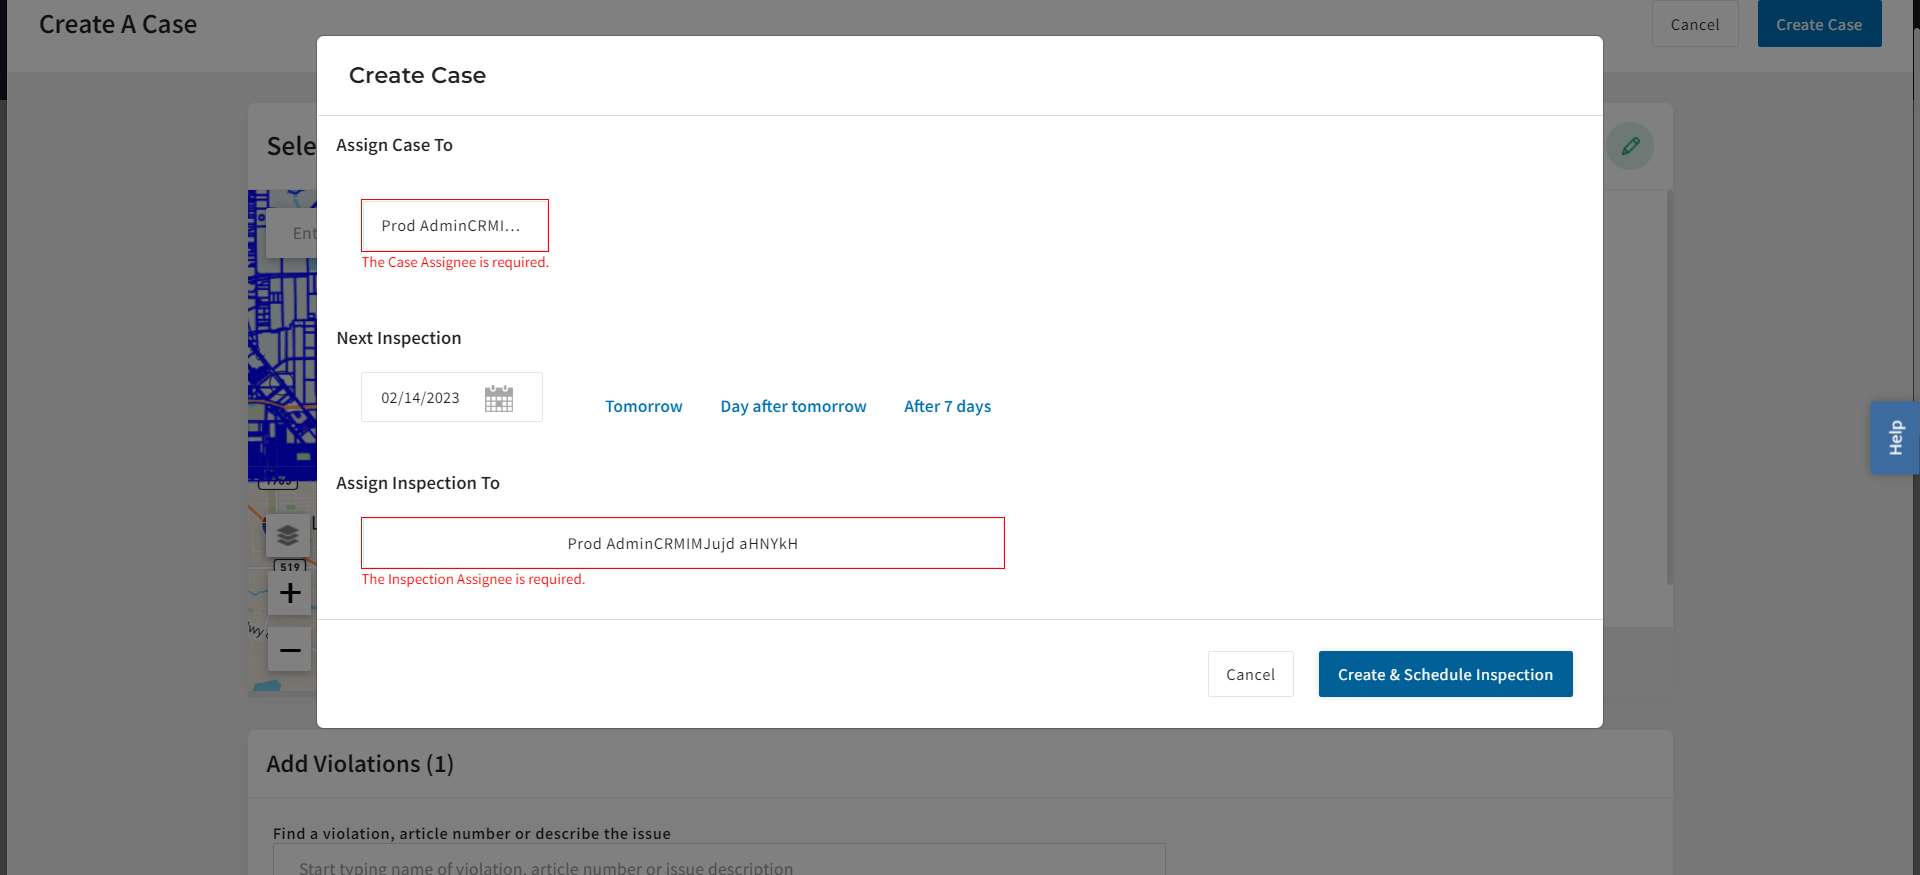 Create A Case
Cancel
Create Case
Create Case
Sele
Assign Case To
Ent
Prod AdminCRMI...
The Case Assignee is required.
Next Inspection
02/14/2023
Tomorrow
Day after tomorrow
After 7 days
Help
Assign Inspection To
Prod AdminCRMIMJujd aHNYkH
519
+
The Inspection Assignee is required.
−
Cancel
Create & Schedule Inspection
Add Violations (1)
Find a violation, article number or describe the issue
Start typing name of violation, article number or issue description